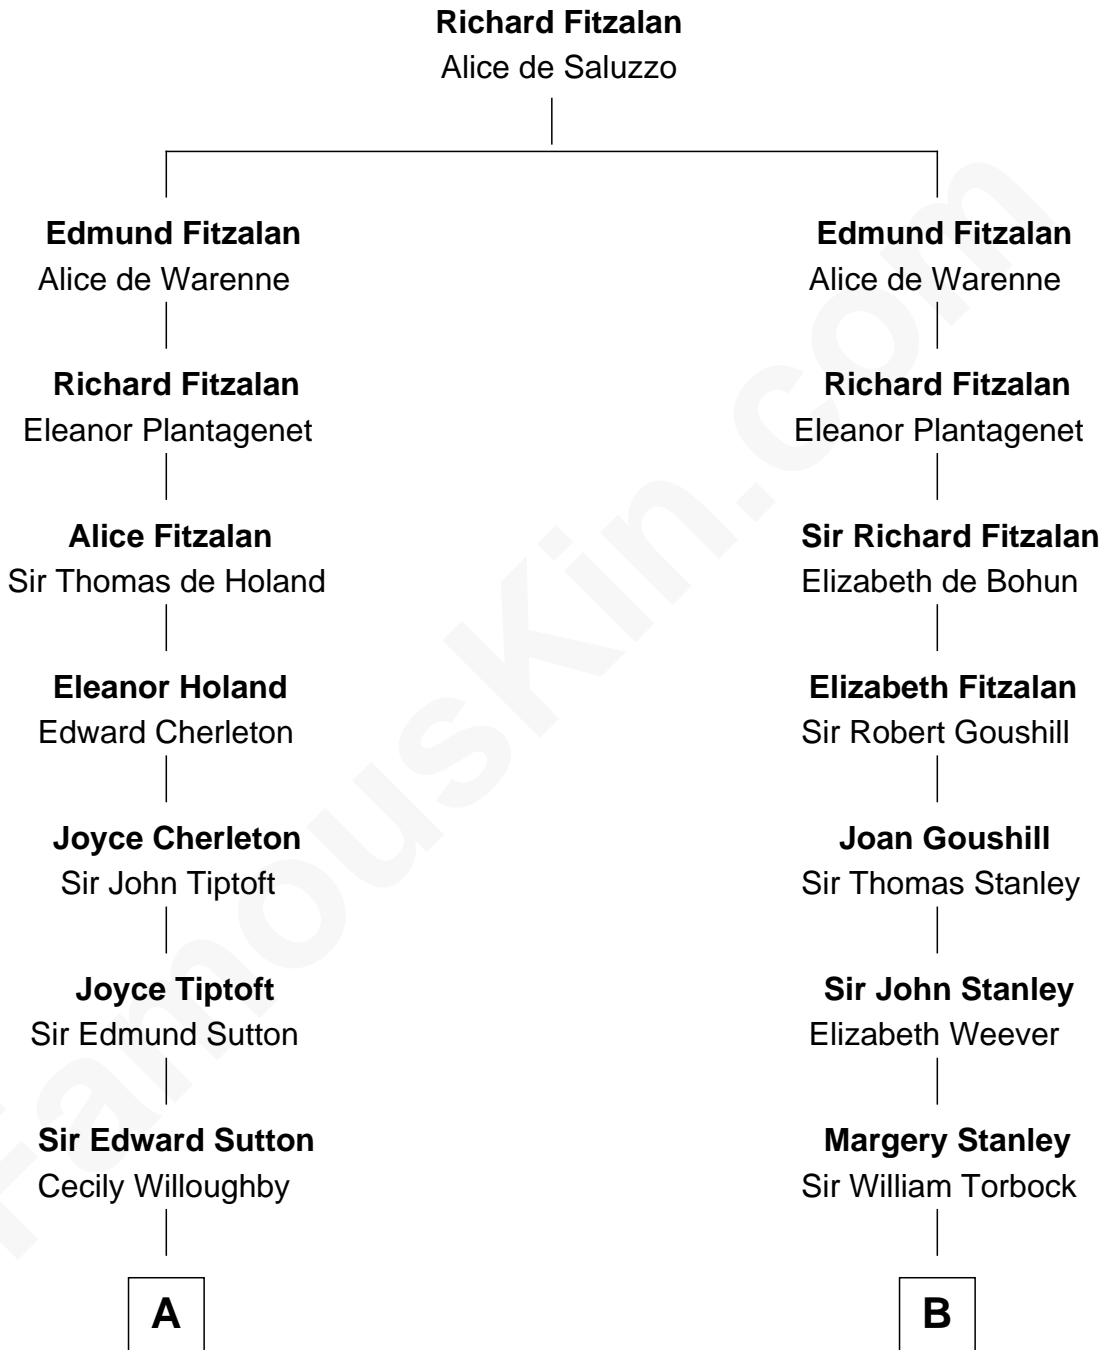 Richard Fitzalan
Alice de Saluzzo
Edmund Fitzalan
Alice de Warenne
Edmund Fitzalan
Alice de Warenne
Richard Fitzalan
Eleanor Plantagenet
Richard Fitzalan
Eleanor Plantagenet
Alice Fitzalan
Sir Thomas de Holand
Sir Richard Fitzalan
Elizabeth de Bohun
Eleanor Holand
Edward Cherleton
Elizabeth Fitzalan
Sir Robert Goushill
Joyce Cherleton
Sir John Tiptoft
Joan Goushill
Sir Thomas Stanley
Joyce Tiptoft
Sir Edmund Sutton
Sir John Stanley
Elizabeth Weever
Sir Edward Sutton
Cecily Willoughby
Margery Stanley
Sir William Torbock
A
B
FamousKin.com